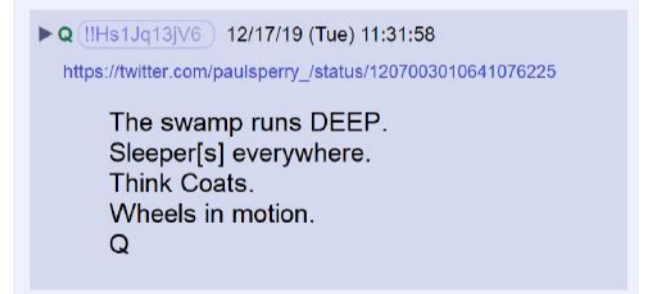 ▶ Q !!Hs1Jq13jV6 12/17/19 (Tue) 11:31:58
https://twitter.com/paulsperry_/status/1207003010641076225
The swamp runs DEEP.
Sleeper[s] everywhere.
Think Coats.
Wheels in motion.
Q